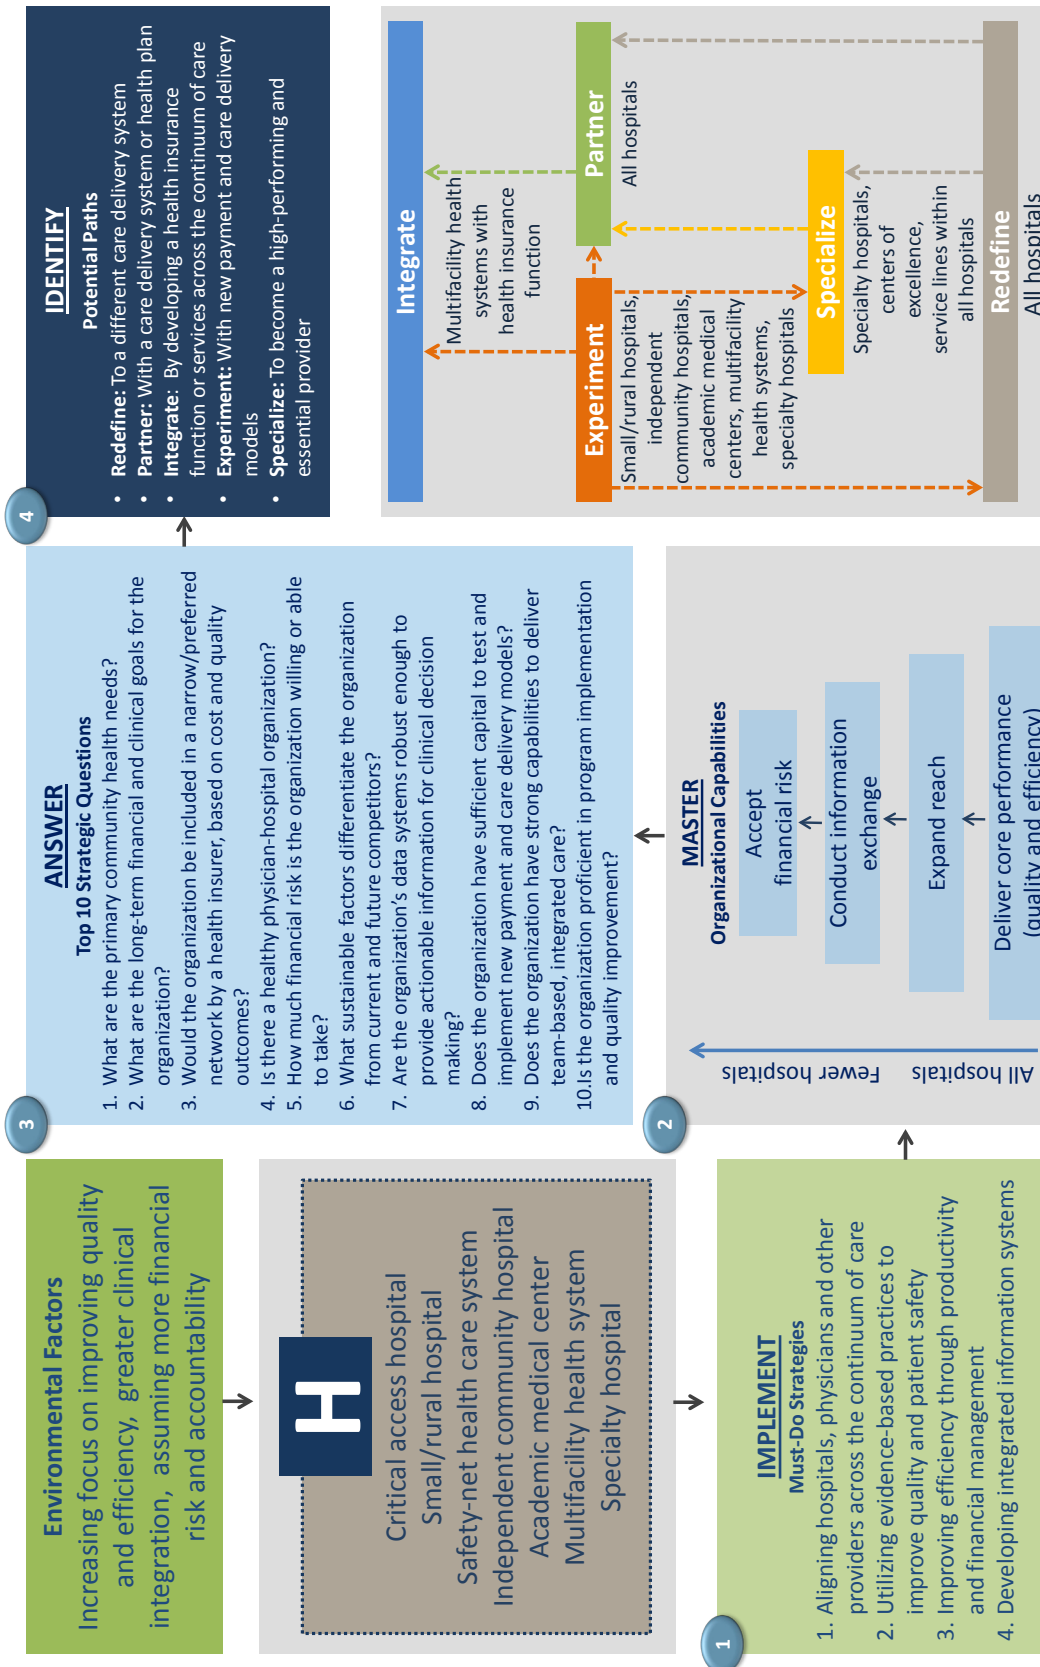 Environmental Factors
Increasing focus on improving quality
and efficiency, greater clinical
integration, assuming more financial
risk and accountability
H
Critical access hospital
Small/rural hospital
Safety-net health care system
Independent community hospital
Academic medical center
Multifacility health system
Specialty hospital
1
IMPLEMENT
Must-Do Strategies
1. Aligning hospitals, physicians and other
providers across the continuum of care
2. Utilizing evidence-based practices to
improve quality and patient safety
3. Improving efficiency through productivity
and financial management
4. Developing integrated information systems
2
MASTER
Organizational Capabilities
Accept
financial risk
Conduct information
exchange
Expand reach
Deliver core performance
(quality and efficiency)
Fewer hospitals
All hospitals
3
ANSWER
Top 10 Strategic Questions
1. What are the primary community health needs?
2. What are the long-term financial and clinical goals for the
organization?
3. Would the organization be included in a narrow/preferred
network by a health insurer, based on cost and quality
outcomes?
4. Is there a healthy physician-hospital organization?
5. How much financial risk is the organization willing or able
to take?
6. What sustainable factors differentiate the organization
from current and future competitors?
7. Are the organization's data systems robust enough to
provide actionable information for clinical decision
making?
8. Does the organization have sufficient capital to test and
implement new payment and care delivery models?
9. Does the organization have strong capabilities to deliver
team-based, integrated care?
10.Is the organization proficient in program implementation
and quality improvement?
4
IDENTIFY
Potential Paths
• Redefine: To a different care delivery system
• Partner: With a care delivery system or health plan
• Integrate: By developing a health insurance
function or services across the continuum of care
• Experiment: With new payment and care delivery
models
• Specialize: To become a high-performing and
essential provider
Integrate
Multifacility health
systems with
health insurance
function
Experiment
Small/rural hospitals,
independent
community hospitals,
academic medical
centers, multifacility
health systems,
specialty hospitals
Partner
All hospitals
Specialize
Specialty hospitals,
centers of
excellence,
service lines within
all hospitals
Redefine
All hospitals